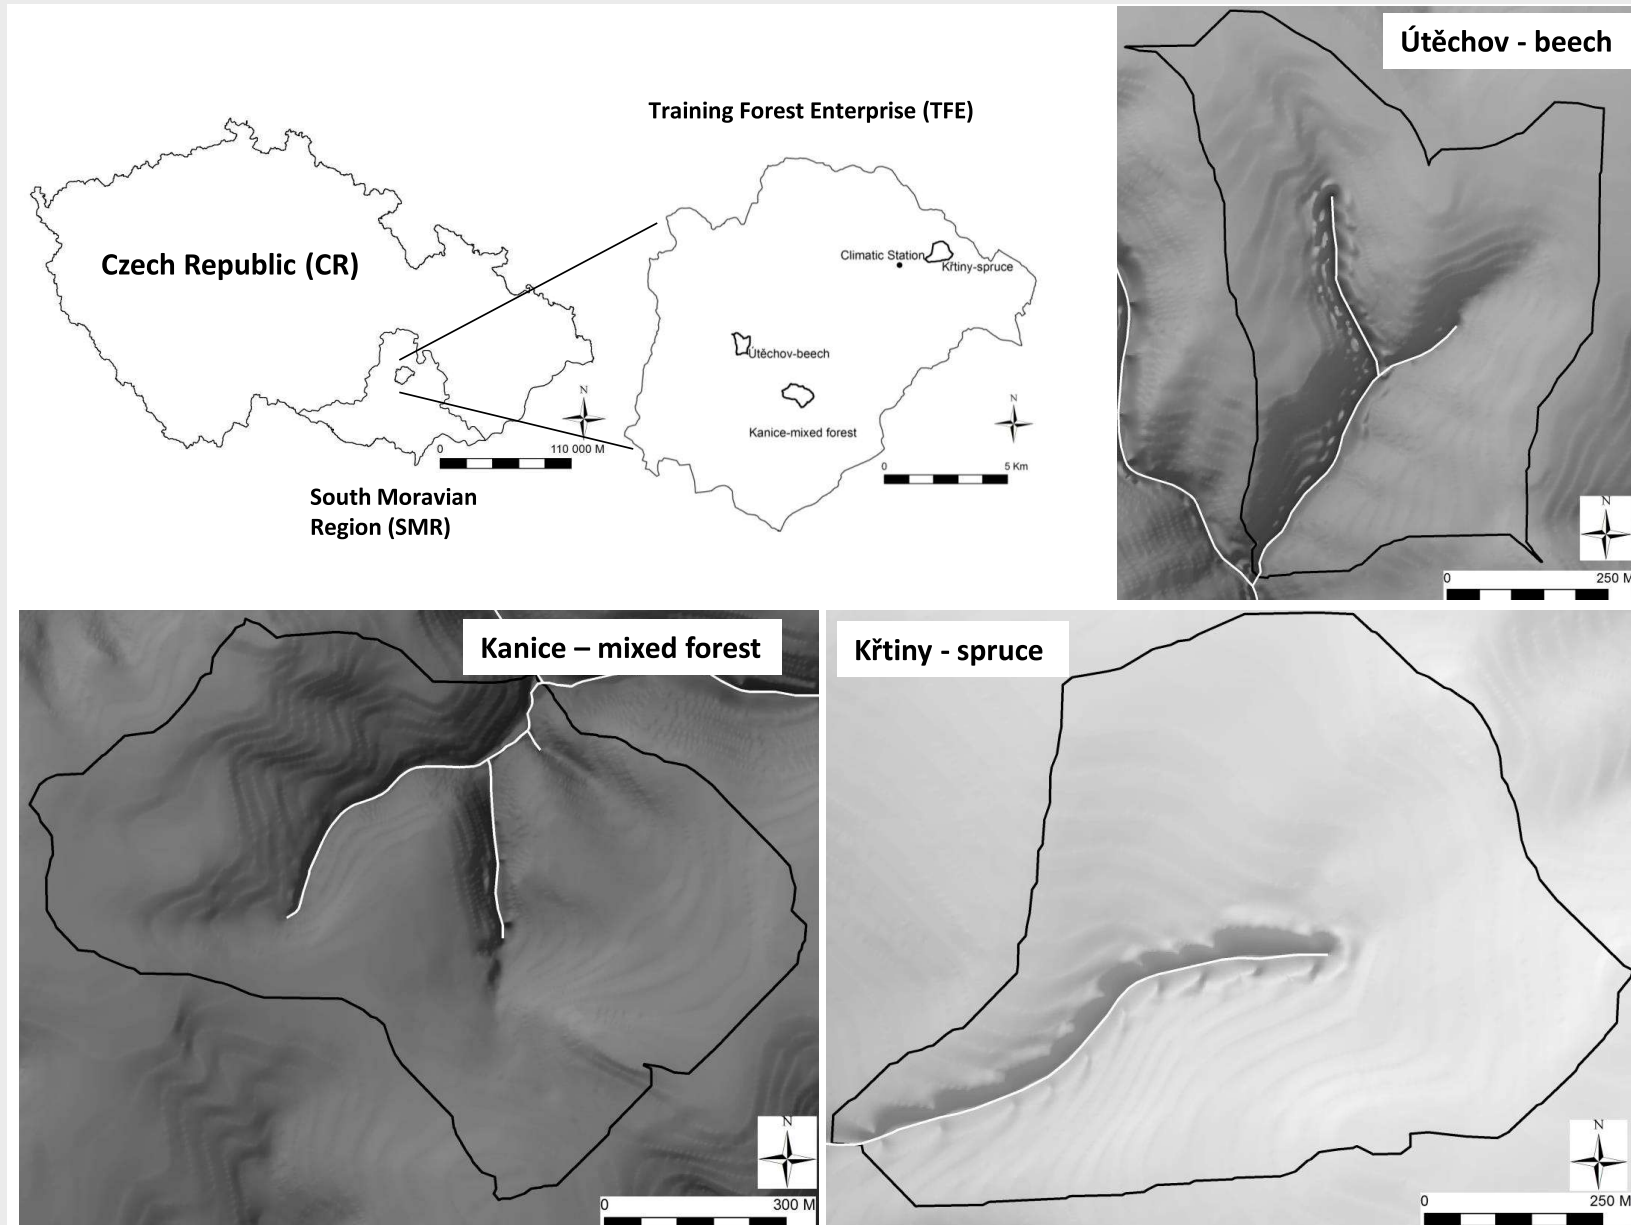 Training Forest Enterprise (TFE)
Czech Republic (CR)
Climatic Station
Křtiny-spruce
Útěchov-beech
Kanice-mixed forest
N
0 110 000 M
N
0 5 Km
South Moravian
Region (SMR)
Útěchov - beech
N
0 250 M
Kanice – mixed forest
N
0 300 M
Křtiny - spruce
N
0 250 M